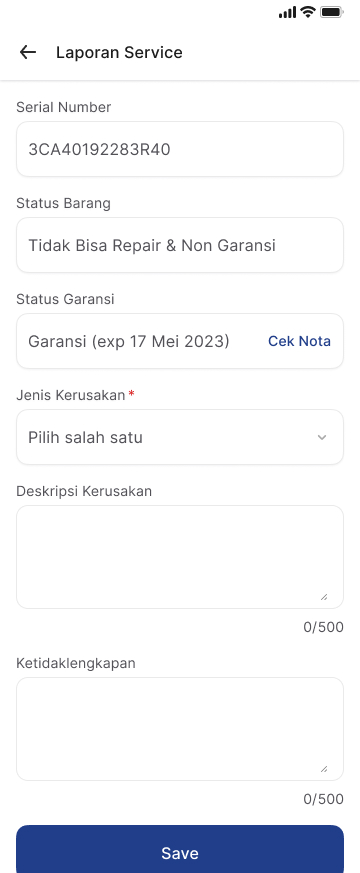 Laporan Service
Serial Number
3CA40192283R40
Status Barang
Tidak Bisa Repair & Non Garansi
Status Garansi
Garansi (exp 17 Mei 2023) Cek Nota
Jenis Kerusakan*
Pilih salah satu
Deskripsi Kerusakan
0/500
Ketidaklengkapan
0/500
Save